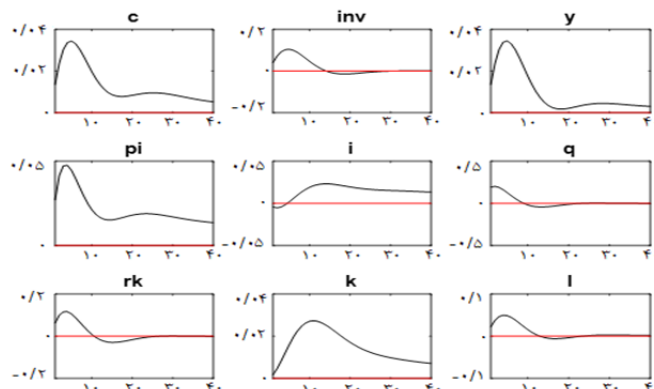 c inv y
۰/۰۴ ۰/۲ ۰/۰۴
۰/۰۲ ۰ ۰/۰۲
۰ -۰/۲ ۰
۱۰ ۲۰ ۳۰ ۴۰ ۱۰ ۲۰ ۳۰ ۴۰ ۱۰ ۲۰ ۳۰ ۴
pi i q
۰/۰۵ ۰/۰۵ ۰/۵
۰ ۰
۰ -۰/۰۵ -۰/۵
۱۰ ۲۰ ۳۰ ۴۰ ۱۰ ۲۰ ۳۰ ۴۰ ۱۰ ۲۰ ۳۰ ۴۰
rk k l
۰/۲ ۰/۰۴ ۰/۱
۰ ۰/۰۲ ۰
-۰/۲ ۰ -۰/۱
۱۰ ۲۰ ۳۰ ۴۰ ۱۰ ۲۰ ۳۰ ۴۰ ۱۰ ۲۰ ۳۰ ۴۰